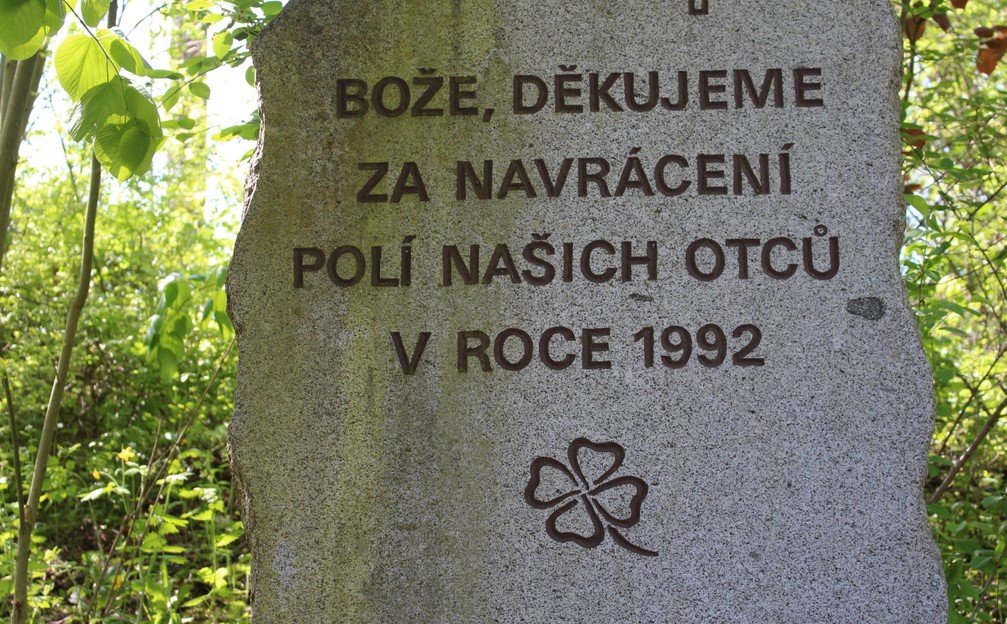 BOŽE, DĚKUJEME
ZA NAVRÁCENÍ
POLÍ NAŠICH OTCŮ
V ROCE 1992